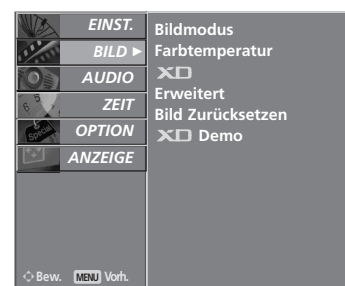 EINST.
BILD ►
AUDIO
ZEIT
OPTION
ANZEIGE
Bildmodus
Farbtemperatur
XD
Erweitert
Bild Zurücksetzen
XD Demo
Bew. MENU Vorh.